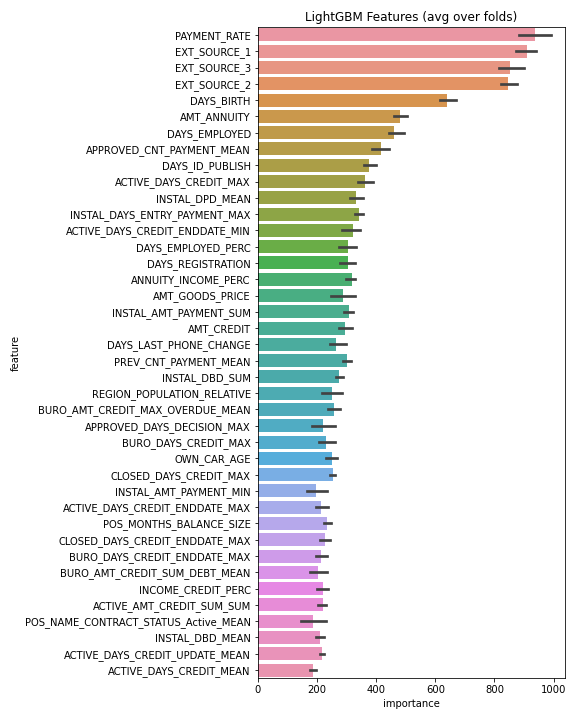 LightGBM Features (avg over folds)
PAYMENT_RATE
EXT_SOURCE_1
EXT_SOURCE_3
EXT_SOURCE_2
DAYS_BIRTH
AMT_ANNUITY
DAYS_EMPLOYED
APPROVED_CNT_PAYMENT_MEAN
DAYS_ID_PUBLISH
ACTIVE_DAYS_CREDIT_MAX
INSTAL_DPD_MEAN
INSTAL_DAYS_ENTRY_PAYMENT_MAX
ACTIVE_DAYS_CREDIT_ENDDATE_MIN
DAYS_EMPLOYED_PERC
DAYS_REGISTRATION
ANNUITY_INCOME_PERC
AMT_GOODS_PRICE
INSTAL_AMT_PAYMENT_SUM
AMT_CREDIT
DAYS_LAST_PHONE_CHANGE
PREV_CNT_PAYMENT_MEAN
INSTAL_DBD_SUM
REGION_POPULATION_RELATIVE
BURO_AMT_CREDIT_MAX_OVERDUE_MEAN
APPROVED_DAYS_DECISION_MAX
BURO_DAYS_CREDIT_MAX
OWN_CAR_AGE
CLOSED_DAYS_CREDIT_MAX
INSTAL_AMT_PAYMENT_MIN
ACTIVE_DAYS_CREDIT_ENDDATE_MAX
POS_MONTHS_BALANCE_SIZE
CLOSED_DAYS_CREDIT_ENDDATE_MAX
BURO_DAYS_CREDIT_ENDDATE_MAX
BURO_AMT_CREDIT_SUM_DEBT_MEAN
INCOME_CREDIT_PERC
ACTIVE_AMT_CREDIT_SUM_SUM
POS_NAME_CONTRACT_STATUS_Active_MEAN
INSTAL_DBD_MEAN
ACTIVE_DAYS_CREDIT_UPDATE_MEAN
ACTIVE_DAYS_CREDIT_MEAN
feature
0 200 400 600 800 1000
importance